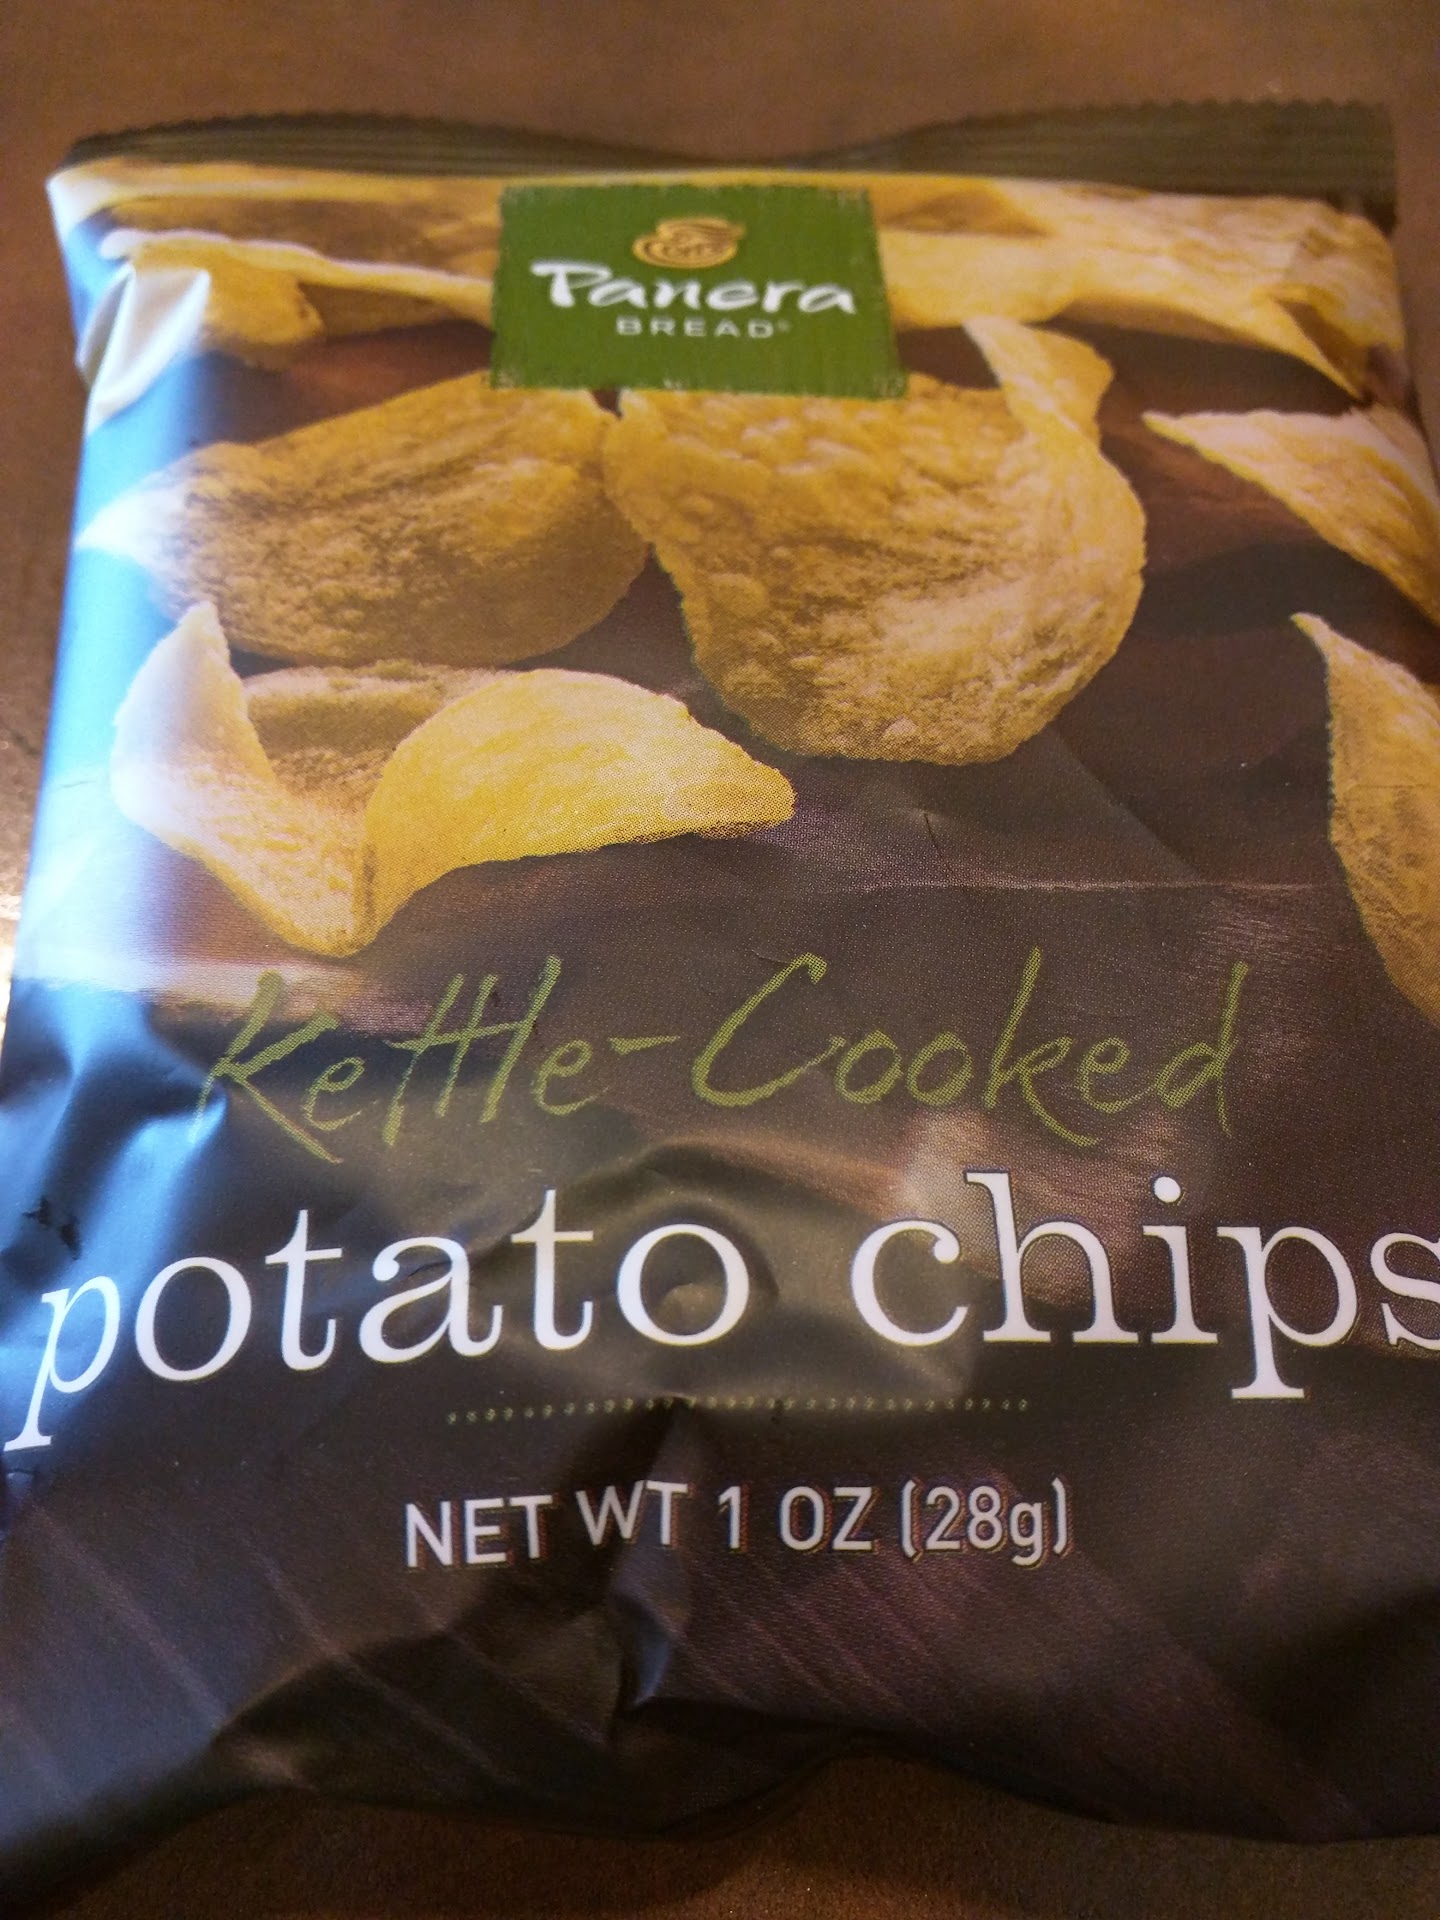 Panera
BREAD®
Kettle-Cooked
potato chips
NET WT 1 OZ (28g)